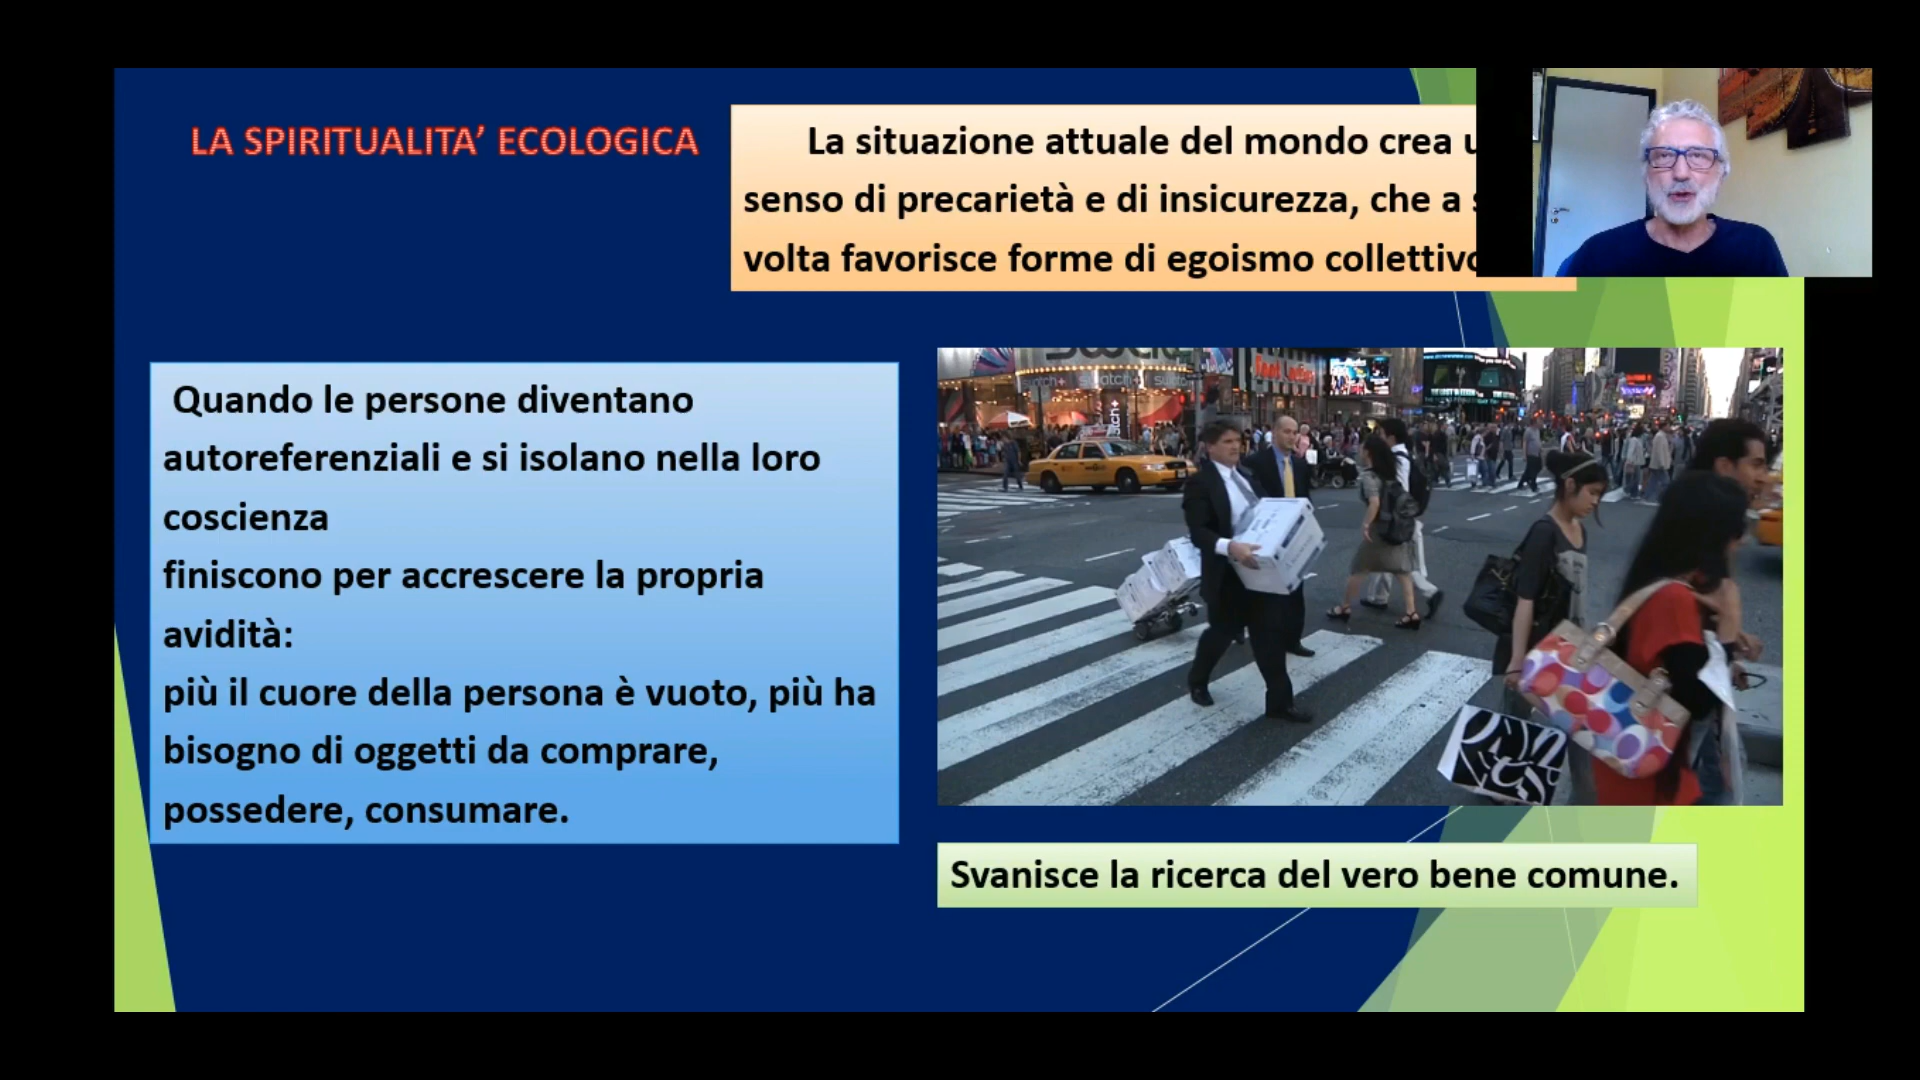 LA SPIRITUALITA’ ECOLOGICA
La situazione attuale del mondo crea
senso di precarietà e di insicurezza, che a
volta favorisce forme di egoismo collettivo
Quando le persone diventano
autoreferenziali e si isolano nella loro
coscienza
finiscono per accrescere la propria
avidità:
più il cuore della persona è vuoto, più ha
bisogno di oggetti da comprare,
possedere, consumare.
Svanisce la ricerca del vero bene comune.